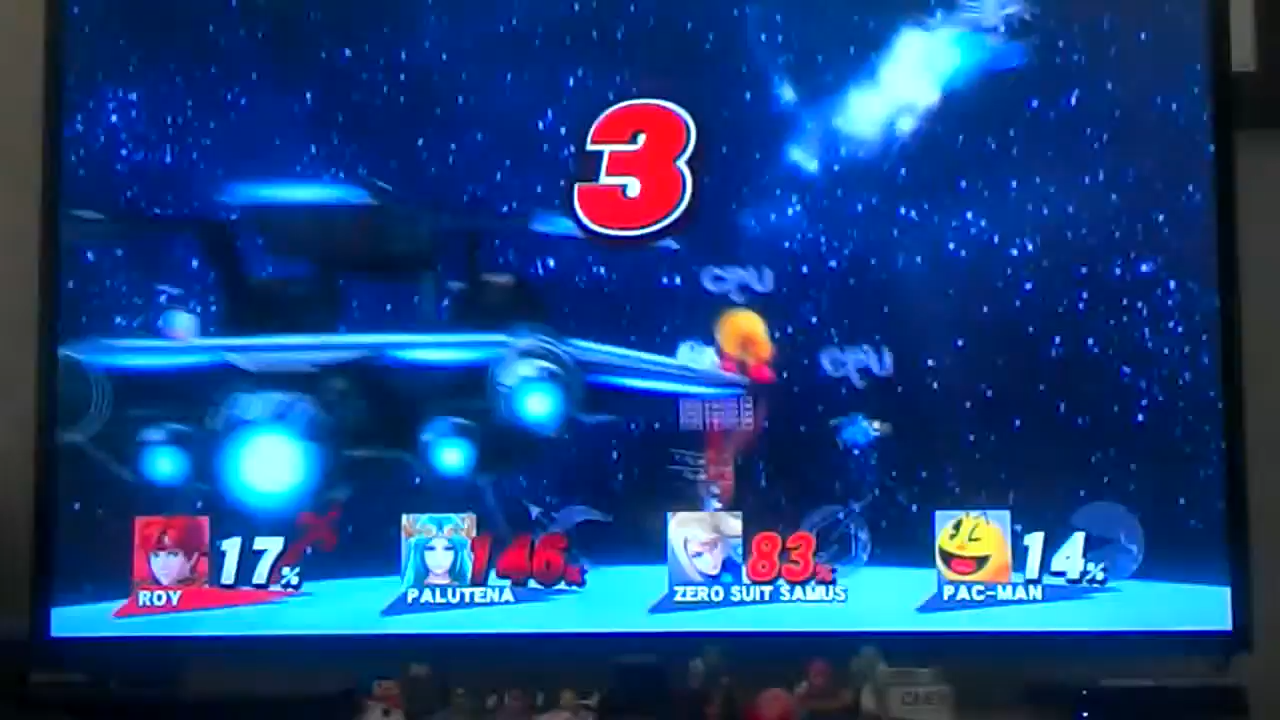 3
CPU
CPU
17%
146%
83%
14%
ROY
PALUTENA
ZERO SUIT SAMUS
PAC-MAN